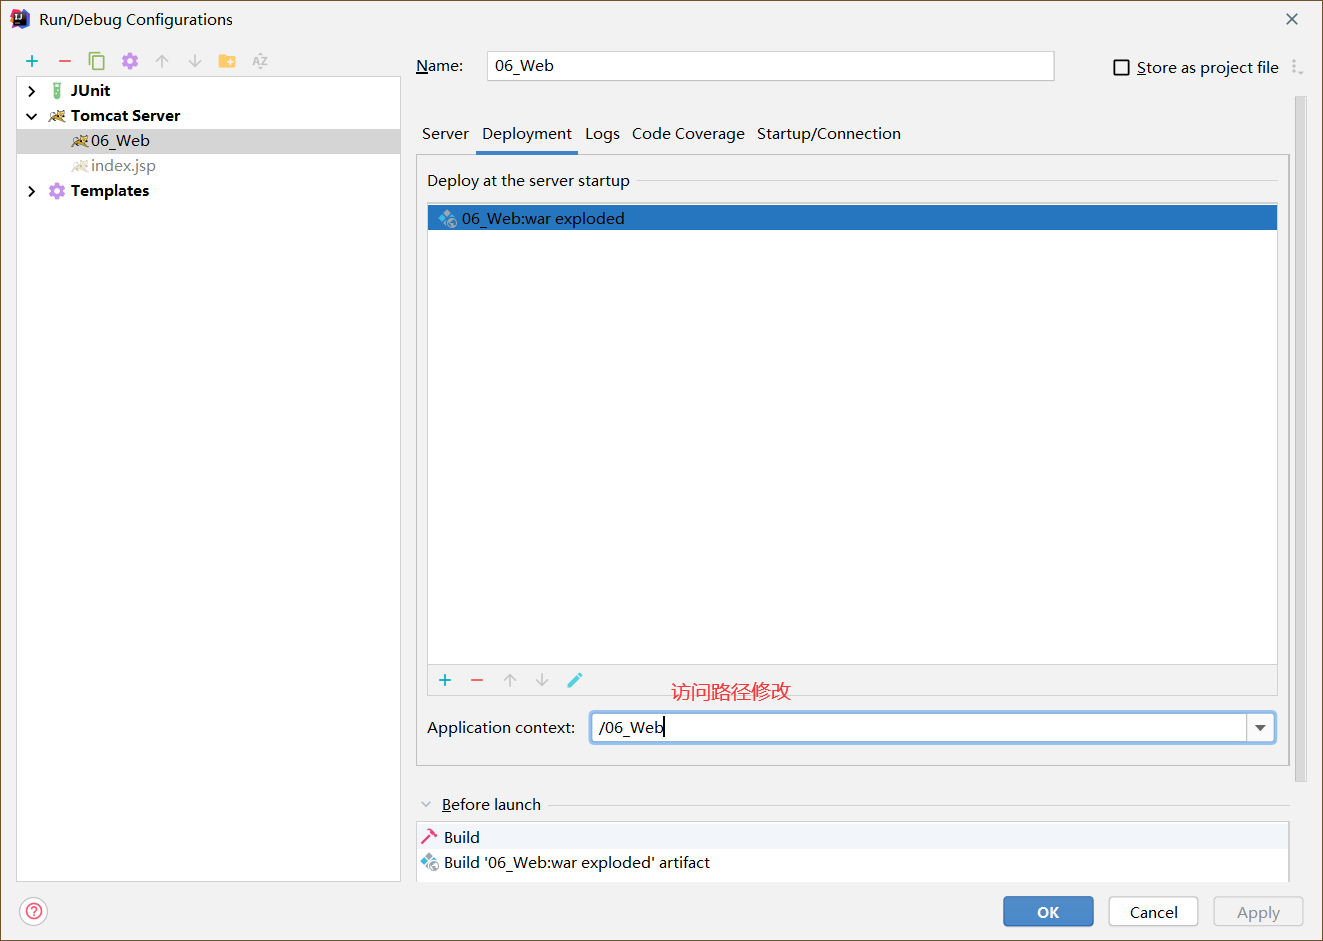 Run/Debug Configurations
JUnit
Tomcat Server
06_Web
index.jsp
Templates
Name: 06_Web
Store as project file
Server Deployment Logs Code Coverage Startup/Connection
Deploy at the server startup
06_Web:war exploded
访问路径修改
Application context: /06_Web
Before launch
Build
Build '06_Web:war exploded' artifact
OK Cancel Apply